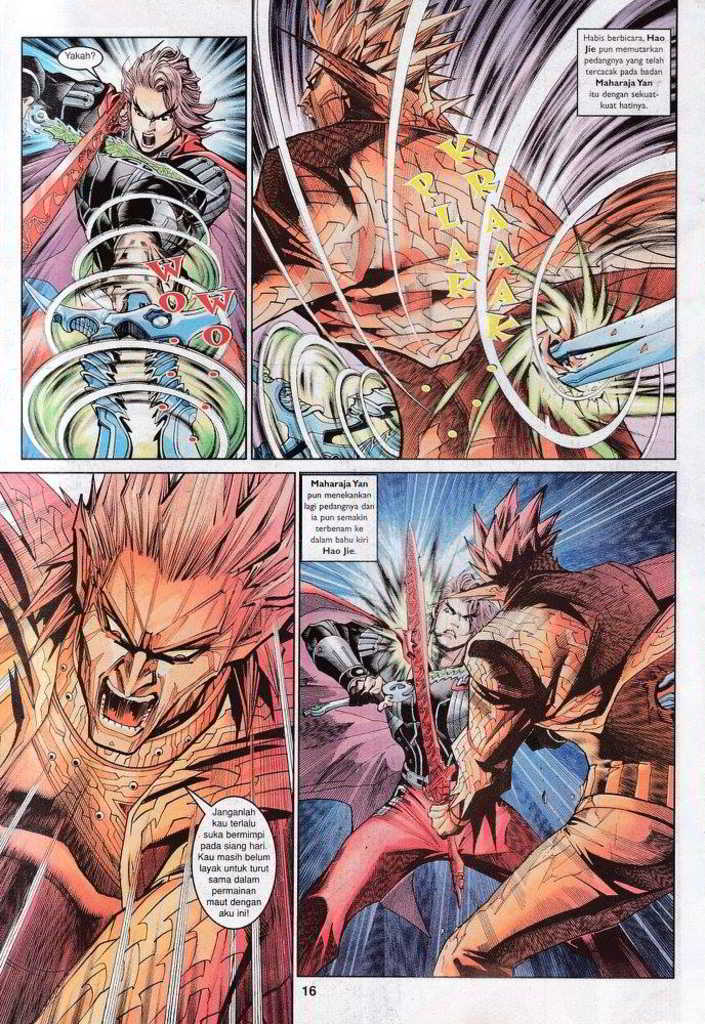 Yakah?
WO...
WO...
Habis berbicara, Hao
Jie pun memutarkan
pedangnya yang telah
tercacak pada badan
Maharaja Yan
itu dengan sekuat-
kuat hatinya.
PLAK
KRAAAK.
Janganlah
kau terlalu
suka bermimpi
pada siang hari.
Kau masih belum
layak untuk turut
sama dalam
permainan
maut dengan
aku ini!
Maharaja Yan
pun menekankan
lagi pedangnya dan
ia pun semakin
terbenam ke
dalam bahu kiri
Hao Jie.
16